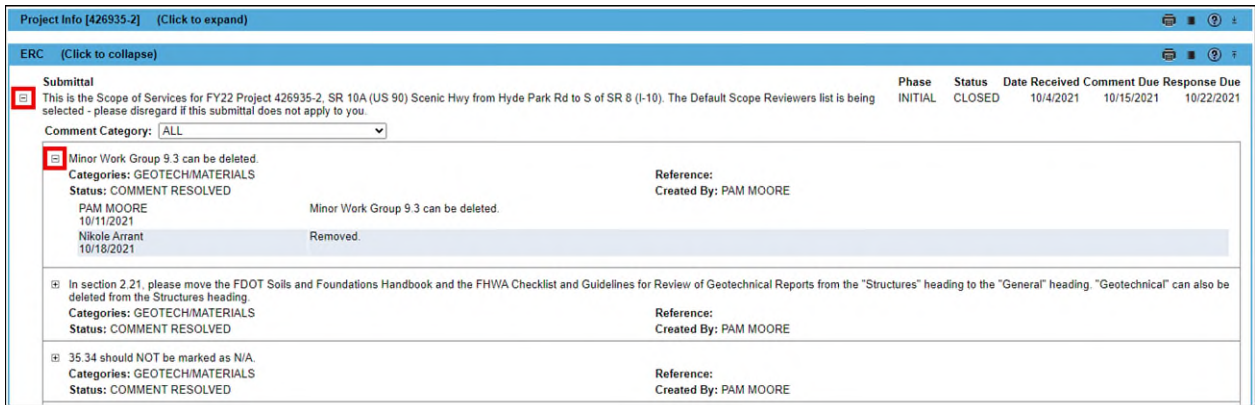 Project Info [426935-2] (Click to expand)
ERC (Click to collapse)
Submittal Phase Status Date Received Comment Due Response Due
This is the Scope of Services for FY22 Project 426935-2, SR 10A (US 90) Scenic Hwy from Hyde Park Rd to S of SR 8 (I-10). The Default Scope Reviewers list is being INITIAL CLOSED 10/4/2021 10/15/2021 10/22/2021
selected - please disregard if this submittal does not apply to you.
Comment Category: ALL
Minor Work Group 9.3 can be deleted.
Categories: GEOTECH/MATERIALS Reference:
Status: COMMENT RESOLVED Created By: PAM MOORE
PAM MOORE Minor Work Group 9.3 can be deleted.
10/11/2021
Nikole Arrant Removed.
10/18/2021
In section 2.21, please move the FDOT Soils and Foundations Handbook and the FHWA Checklist and Guidelines for Review of Geotechnical Reports from the "Structures" heading to the "General" heading. "Geotechnical" can also be
deleted from the Structures heading.
Categories: GEOTECH/MATERIALS Reference:
Status: COMMENT RESOLVED Created By: PAM MOORE
35.34 should NOT be marked as N/A.
Categories: GEOTECH/MATERIALS Reference:
Status: COMMENT RESOLVED Created By: PAM MOORE